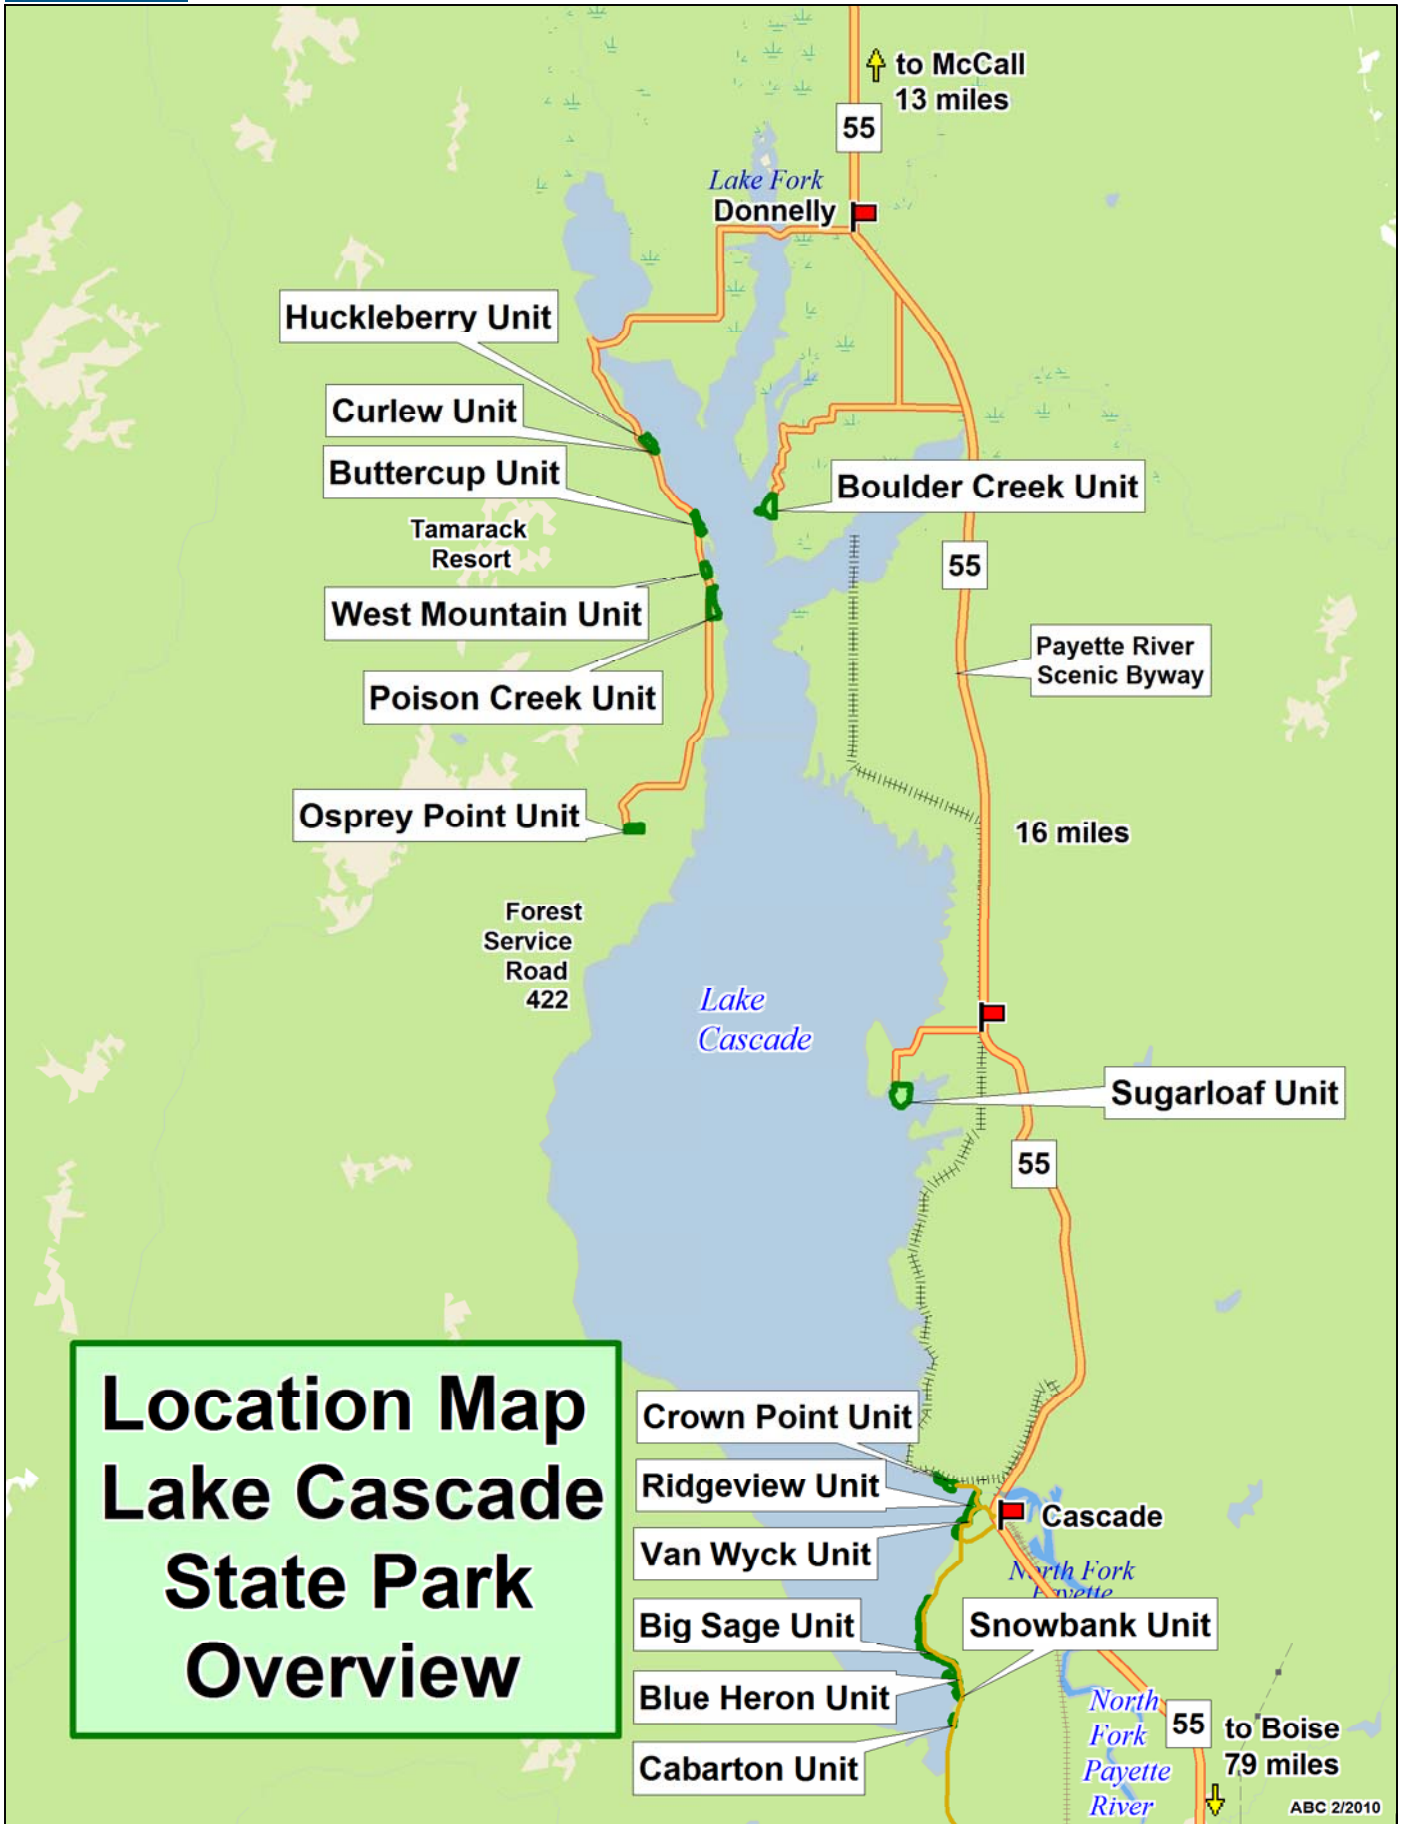 to McCall
13 miles
55
Lake Fork
Donnelly
Huckleberry Unit
Curlew Unit
Buttercup Unit
Boulder Creek Unit
Tamarack
Resort
55
West Mountain Unit
Payette River
Scenic Byway
Poison Creek Unit
Osprey Point Unit
16 miles
Forest
Service
Road
422
Lake
Cascade
Sugarloaf Unit
55
Location Map
Lake Cascade
State Park
Overview
Crown Point Unit
Ridgeview Unit
Cascade
Van Wyck Unit
North Fork
Payette
Big Sage Unit
Snowbank Unit
Blue Heron Unit
North
Fork
Payette
River
55
to Boise
79 miles
Cabarton Unit
ABC 2/2010